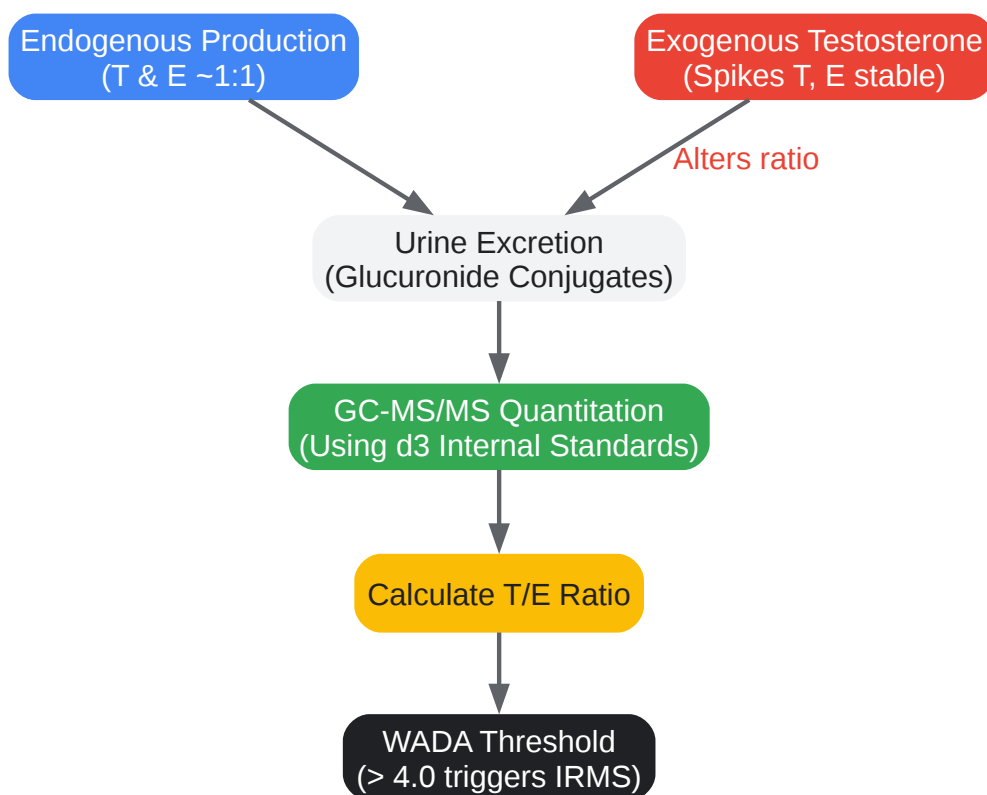 Endogenous Production
(T & E ~1:1)
Exogenous Testosterone
(Spikes T, E stable)
Alters ratio
Urine Excretion
(Glucuronide Conjugates)
GC-MS/MS Quantitation
(Using d3 Internal Standards)
Calculate T/E Ratio
WADA Threshold
(> 4.0 triggers IRMS)